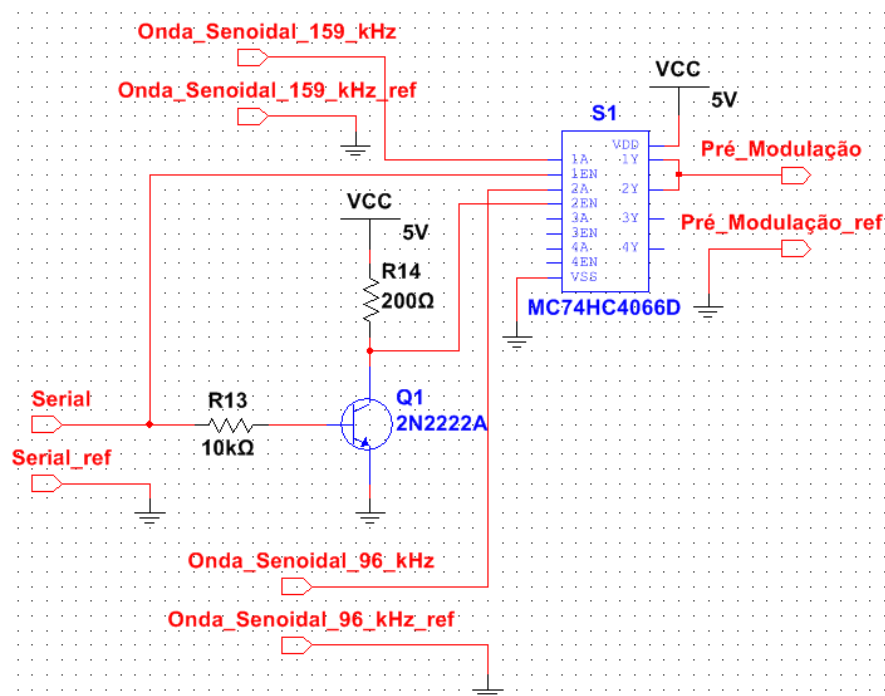 Onda_Senoidal_159_kHz
Onda_Senoidal_159_kHz_ref
VCC
5V
S1
VDD
1A
1Y
1EN
2A
2Y
2EN
3A
3Y
3EN
4A
4Y
4EN
VSS
MC74HC4066D
Pré_Modulação
Pré_Modulação_ref
VCC
5V
R14
200Ω
Serial
R13
10kΩ
Q1
2N2222A
Serial_ref
Onda_Senoidal_96_kHz
Onda_Senoidal_96_kHz_ref